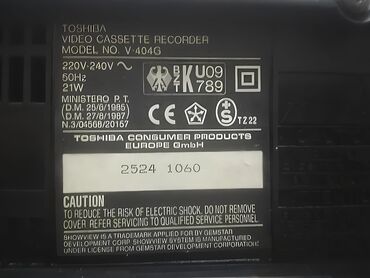 TOSHIBA
VIDEO CASSETTE RECORDER
MODEL NO. V-404G
220V-240V ~
50Hz
21W
BZT
KU09
789
MINISTERO P. T.
(D.M. 25/6/1985)
(D.M. 27/8/1987)
N.3/04568/20157
CE
S
TZ22
TOSHIBA CONSUMER PRODUCTS
EUROPE GmbH
2524 1060
CAUTION
TO REDUCE THE RISK OF ELECTRIC SHOCK, DO NOT REMOVE
COVER. REFER SERVICING TO QUALIFIED SERVICE PERSONNEL.
SHOWVIEW IS A TRADEMARK APPLIED FOR BY GEMSTAR
DEVELOPMENT CORP. SHOWVIEW SYSTEM IS MANUFACTURED
UNDER LICENSE FROM GEMSTAR DEVELOPMENT CORPORATION.